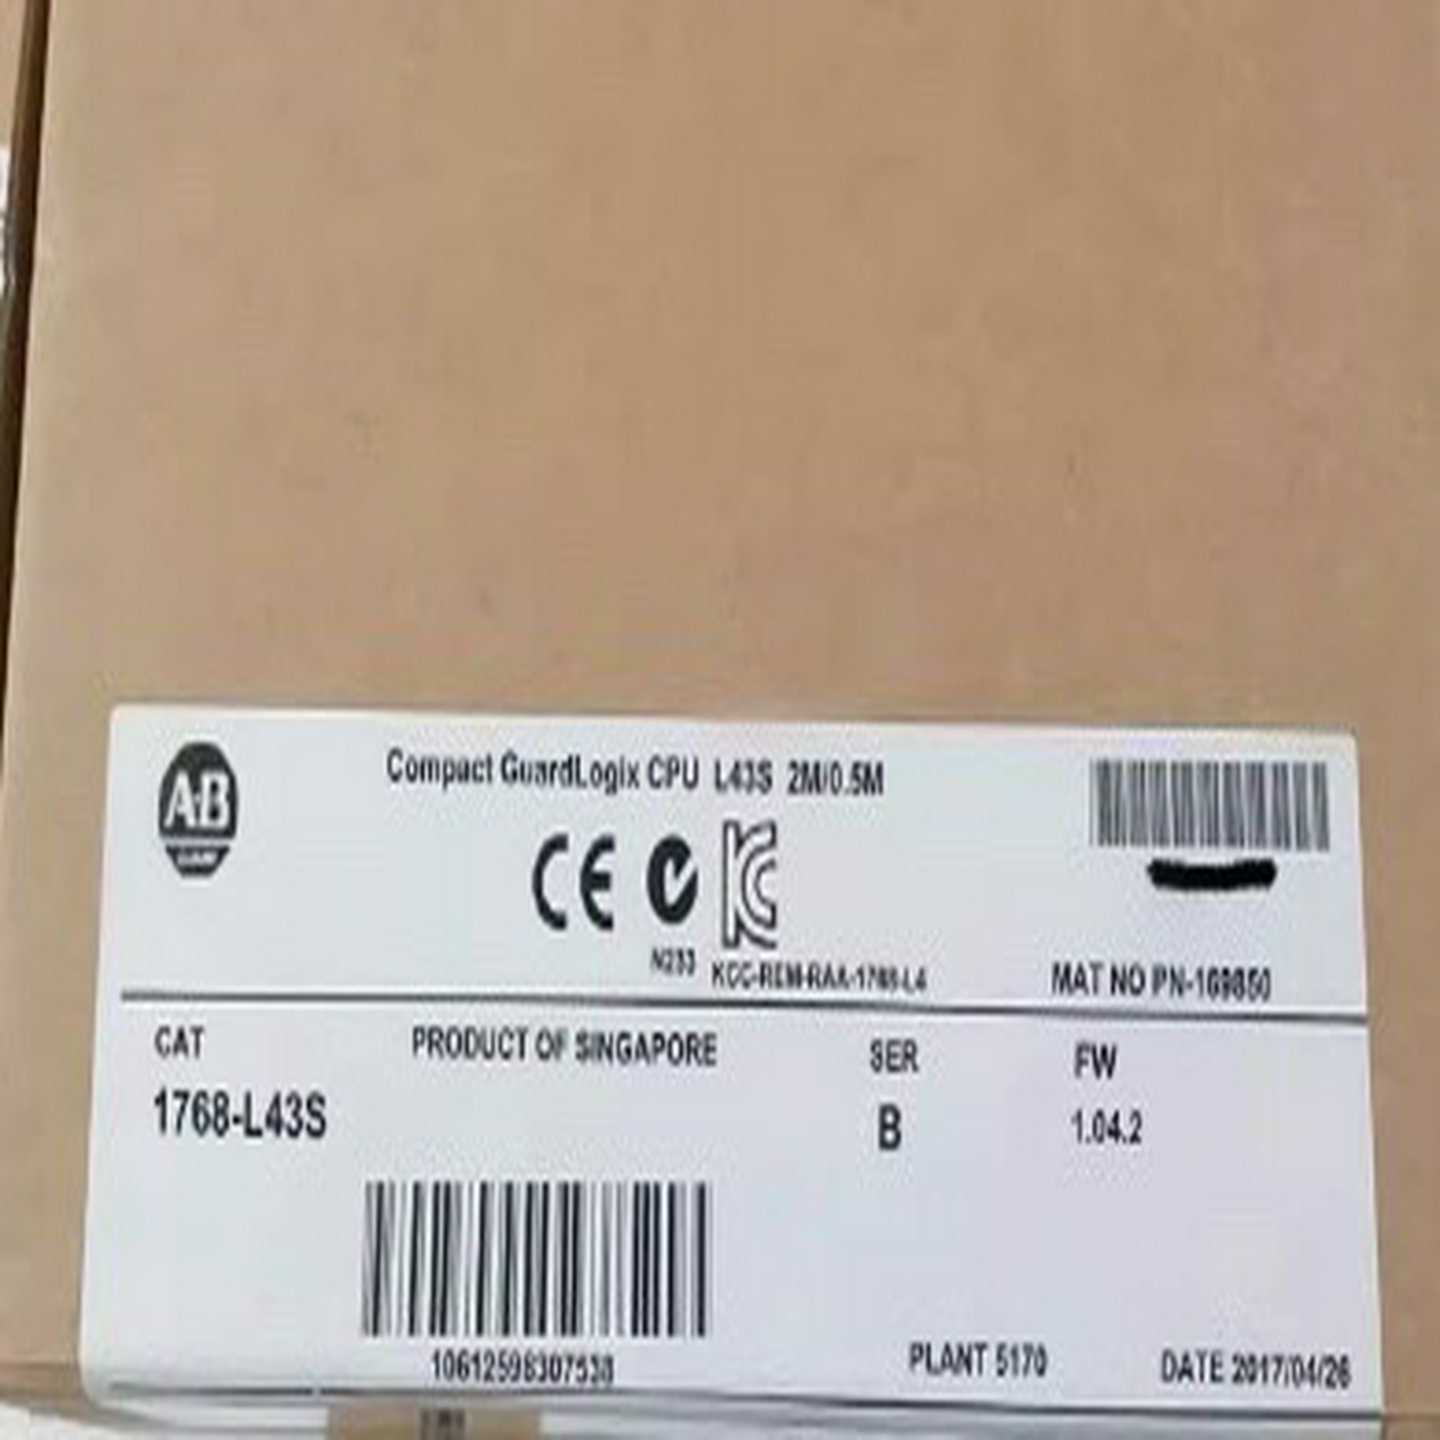 AB
Compact GuardLogix CPU L43S 2M/0.5M
CE
N233
KCC-REM-RAA-1768-L4
MAT NO PN-169850
CAT
PRODUCT OF SINGAPORE
SER
FW
1768-L43S
B
1.04.2
10612598307538
PLANT 5170
DATE 2017/04/26